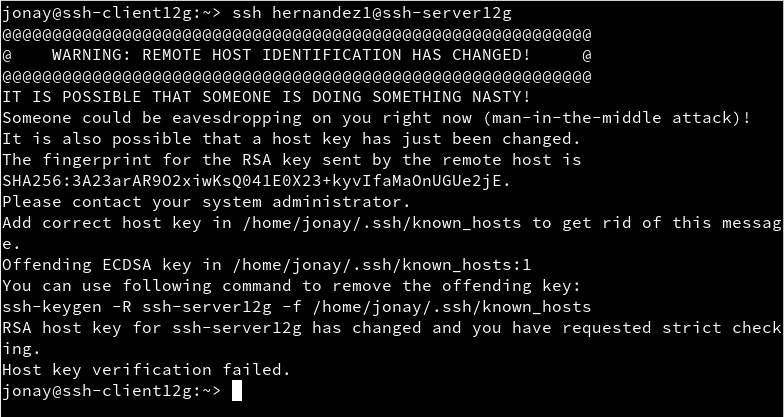 jonay@ssh-client12g:~> ssh hernandez1@ssh-server12g
@@@@@@@@@@@@@@@@@@@@@@@@@@@@@@@@@@@@@@@@@@@@@@@@@@@@@@@@@@@
@    WARNING: REMOTE HOST IDENTIFICATION HAS CHANGED!     @
@@@@@@@@@@@@@@@@@@@@@@@@@@@@@@@@@@@@@@@@@@@@@@@@@@@@@@@@@@@
IT IS POSSIBLE THAT SOMEONE IS DOING SOMETHING NASTY!
Someone could be eavesdropping on you right now (man-in-the-middle attack)!
It is also possible that a host key has just been changed.
The fingerprint for the RSA key sent by the remote host is
SHA256:3A23arAR9O2xiwKsQ041E0X23+kyvIfaMaOnUGUe2jE.
Please contact your system administrator.
Add correct host key in /home/jonay/.ssh/known_hosts to get rid of this messag
e.
Offending ECDSA key in /home/jonay/.ssh/known_hosts:1
You can use following command to remove the offending key:
ssh-keygen -R ssh-server12g -f /home/jonay/.ssh/known_hosts
RSA host key for ssh-server12g has changed and you have requested strict check
ing.
Host key verification failed.
jonay@ssh-client12g:~>